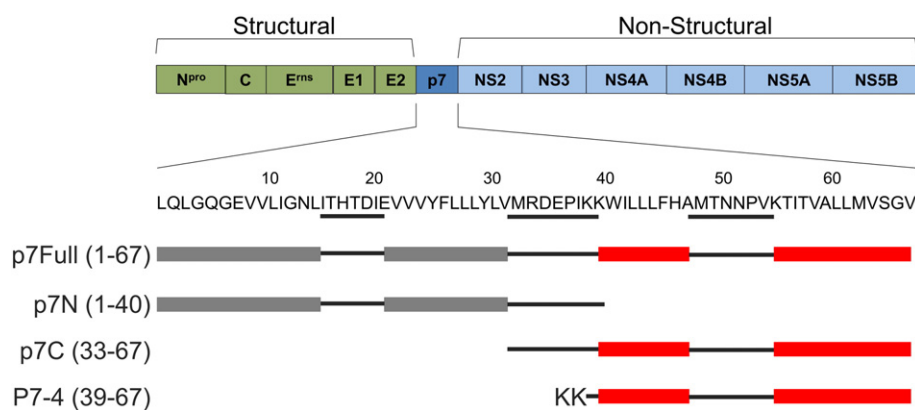 Structural Non-Structural
Npro C Erns E1 E2 p7 NS2 NS3 NS4A NS4B NS5A NS5B
10 20 30 40 50 60
LQLGQGEVVLIGNLITHTDIEVVVYFLLLYLVMRDEPIKKWILLLFHAMTNNPVKTITVALLMVSGV
p7Full (1-67)
p7N (1-40)
p7C (33-67)
P7-4 (39-67) KK